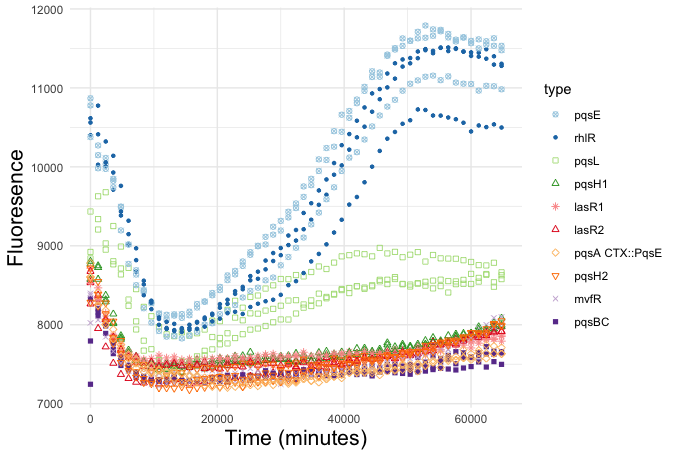 12000
11000
10000
9000
8000
7000
Fluoresence
0
20000
40000
60000
Time (minutes)
type
pqsE
rhlR
pqsL
pqsH1
lasR1
lasR2
pqsA CTX::PqsE
pqsH2
mvfR
pqsBC